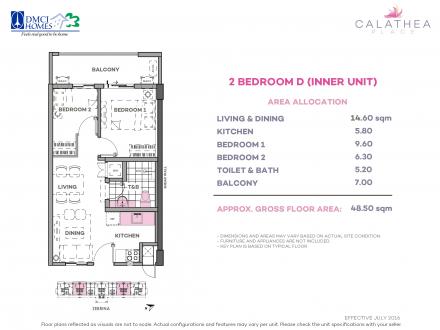 DMCI HOMES
Feels real good to be home
CALATHEA
PLACE
BALCONY
BEDROOM 2
BEDROOM 1
T&B
LIVING
SHEAR WALL
DINING
KITCHEN
2 BEDROOM D (INNER UNIT)
AREA ALLOCATION
LIVING & DINING 14.60 sqm
KITCHEN 5.80
BEDROOM 1 9.60
BEDROOM 2 6.30
TOILET & BATH 5.20
BALCONY 7.00
APPROX. GROSS FLOOR AREA: 48.50 sqm
- DIMENSIONS AND AREAS MAY VARY BASED ON ACTUAL SITE CONDITION
- FURNITURE AND APPLIANCES ARE NOT INCLUDED
- KEY PLAN IS BASED ON TYPICAL FLOOR
EFFECTIVE JULY 2016
Floor plans reflected as visuals are not to scale. Actual configurations and features may vary per unit. Please check the unit specifications with your seller